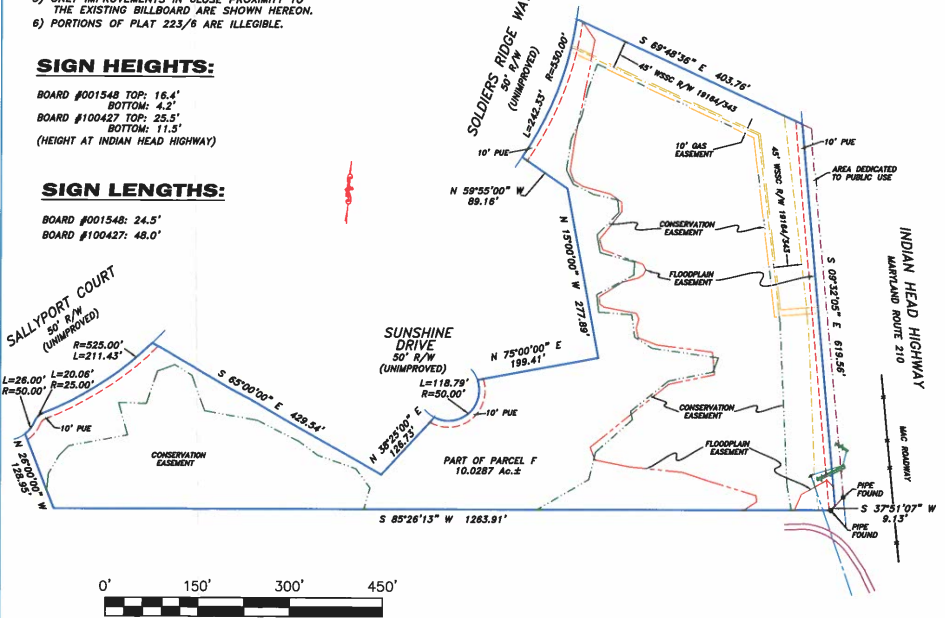 THE EXISTING BILLBOARD ARE SHOWN HEREON.
6) PORTIONS OF PLAT 223/6 ARE ILLEGIBLE.
SIGN HEIGHTS:
BOARD #001548 TOP: 16.4'
BOTTOM: 4.2'
BOARD #100427 TOP: 25.5'
BOTTOM: 11.5'
(HEIGHT AT INDIAN HEAD HIGHWAY)
SIGN LENGTHS:
BOARD #001548: 24.5'
BOARD #100427: 48.0'
SOLDIERS RIDGE WA
50' R/W
(UNIMPROVED)
L=242.33' R=530.00'
10' PUE
S 69°48'36" E 403.76'
45' WSSC R/W 19184/343
10' GAS
EASEMENT
45' WSSC R/W 19184/343
10' PUE
AREA DEDICATED
TO PUBLIC USE
N 59°55'00" W
89.16'
N 15°00'00" W 277.89'
CONSERVATION
EASEMENT
FLOODPLAIN
EASEMENT
S 09°32'05" E 619.56'
INDIAN HEAD HIGHWAY
MARYLAND ROUTE 210
MAC ROADWAY
SALLYPORT COURT
50' R/W
(UNIMPROVED)
R=525.00'
L=211.43'
L=26.00'
R=50.00'
L=20.06'
R=25.00'
10' PUE
N 26°00'00" W
128.95'
CONSERVATION
EASEMENT
S 65°00'00" E 429.54'
SUNSHINE
DRIVE
50' R/W
(UNIMPROVED)
L=118.79'
R=50.00'
10' PUE
N 75°00'00" E
199.41'
N 38°25'00" E
126.73'
PART OF PARCEL F
10.0287 Ac.±
CONSERVATION
EASEMENT
FLOODPLAIN
EASEMENT
PIPE
FOUND
S 37°51'07" W
9.13'
PIPE
FOUND
S 85°26'13" W 1263.91'
0' 150' 300' 450'